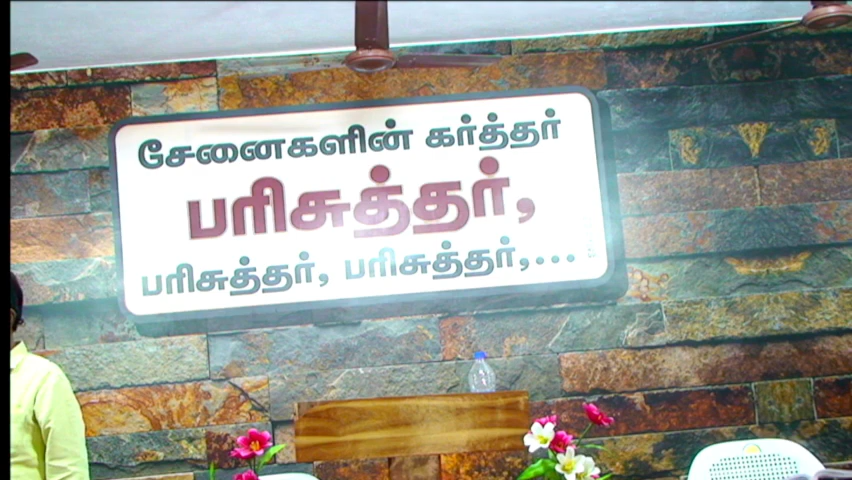 சேனைகளின் கர்த்தர்
பரிசுத்தர்,
பரிசுத்தர், பரிசுத்தர்,...